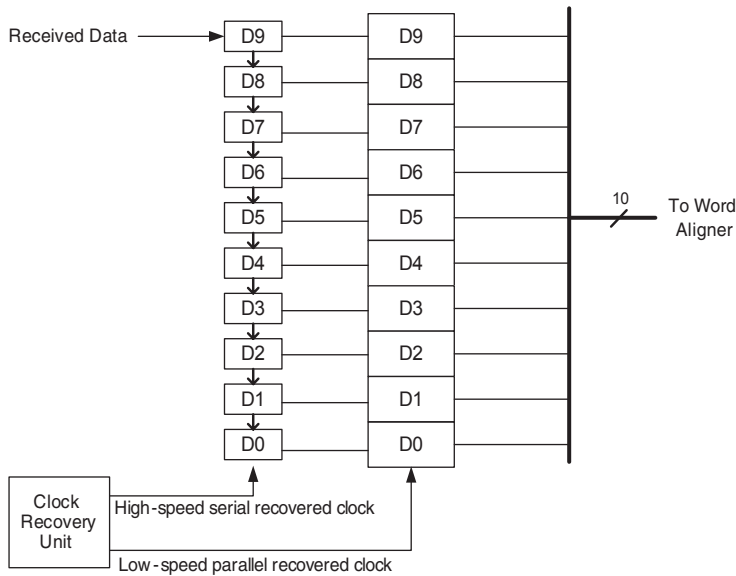 Received Data
D9
D9
D8
D8
D7
D7
D6
D6
D5
D5
10
To Word
Aligner
D4
D4
D3
D3
D2
D2
D1
D1
D0
D0
Clock
Recovery
Unit
High-speed serial recovered clock
Low-speed parallel recovered clock